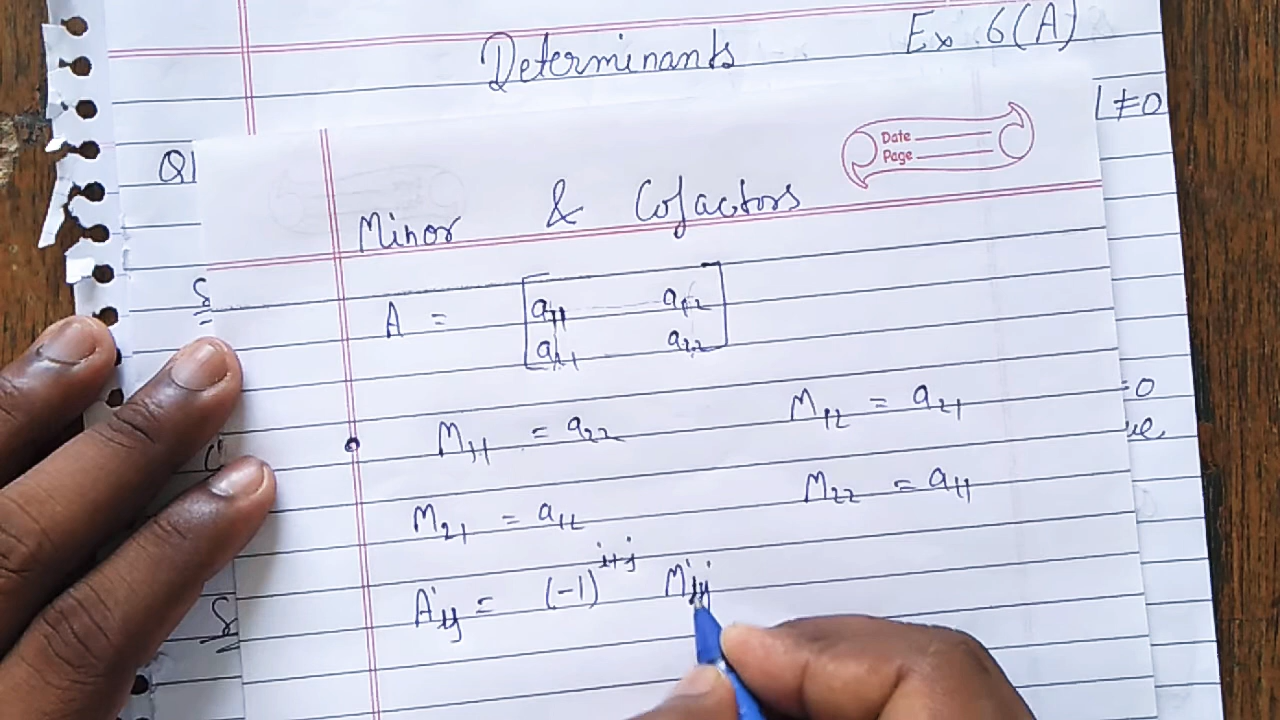 Determinants Ex. 6(A)
≠0
Q1
Date
Page
Minor & Cofactors
A = [a11 a12
a21 a22]
M11 = a22 M12 = a21
=0
M21 = a12 M22 = a11
Aij = (-1)^i+j Mij